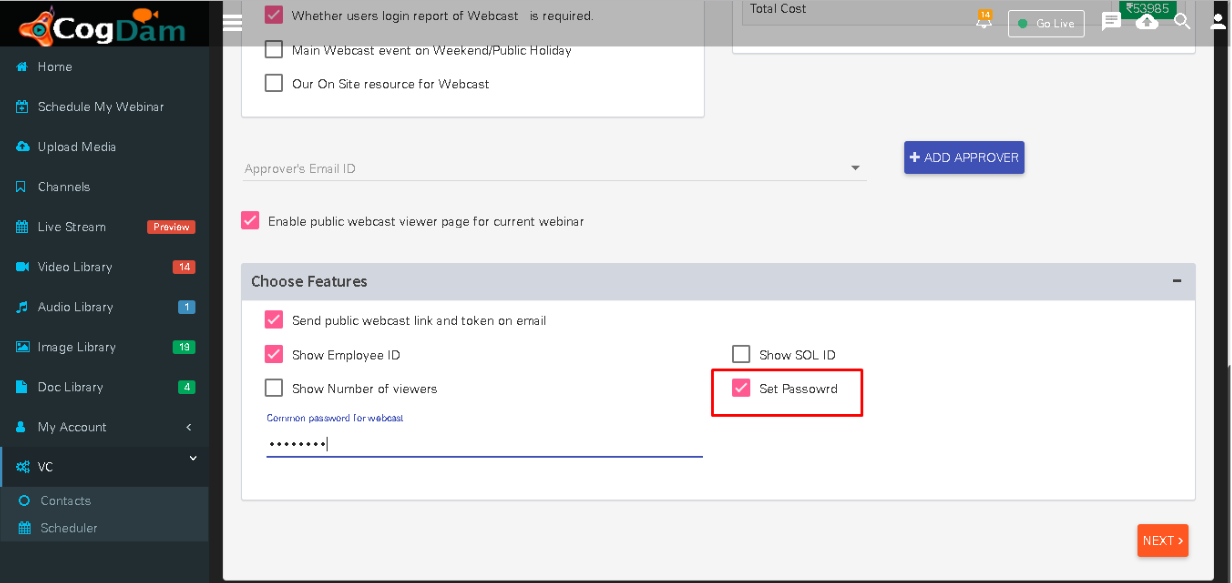 CogDam
Home
Schedule My Webinar
Upload Media
Channels
Live Stream Preview
Video Library 14
Audio Library 1
Image Library 19
Doc Library 4
My Account
VC
Contacts
Scheduler
14
Go Live
Whether users login report of Webcast is required.
Main Webcast event on Weekend/Public Holiday
Our On Site resource for Webcast
Total Cost ₹53985
Approver's Email ID
+ ADD APPROVER
Enable public webcast viewer page for current webinar
Choose Features
Send public webcast link and token on email
Show Employee ID
Show SOL ID
Show Number of viewers
Set Passowrd
Common password for webcast
••••••••
NEXT >